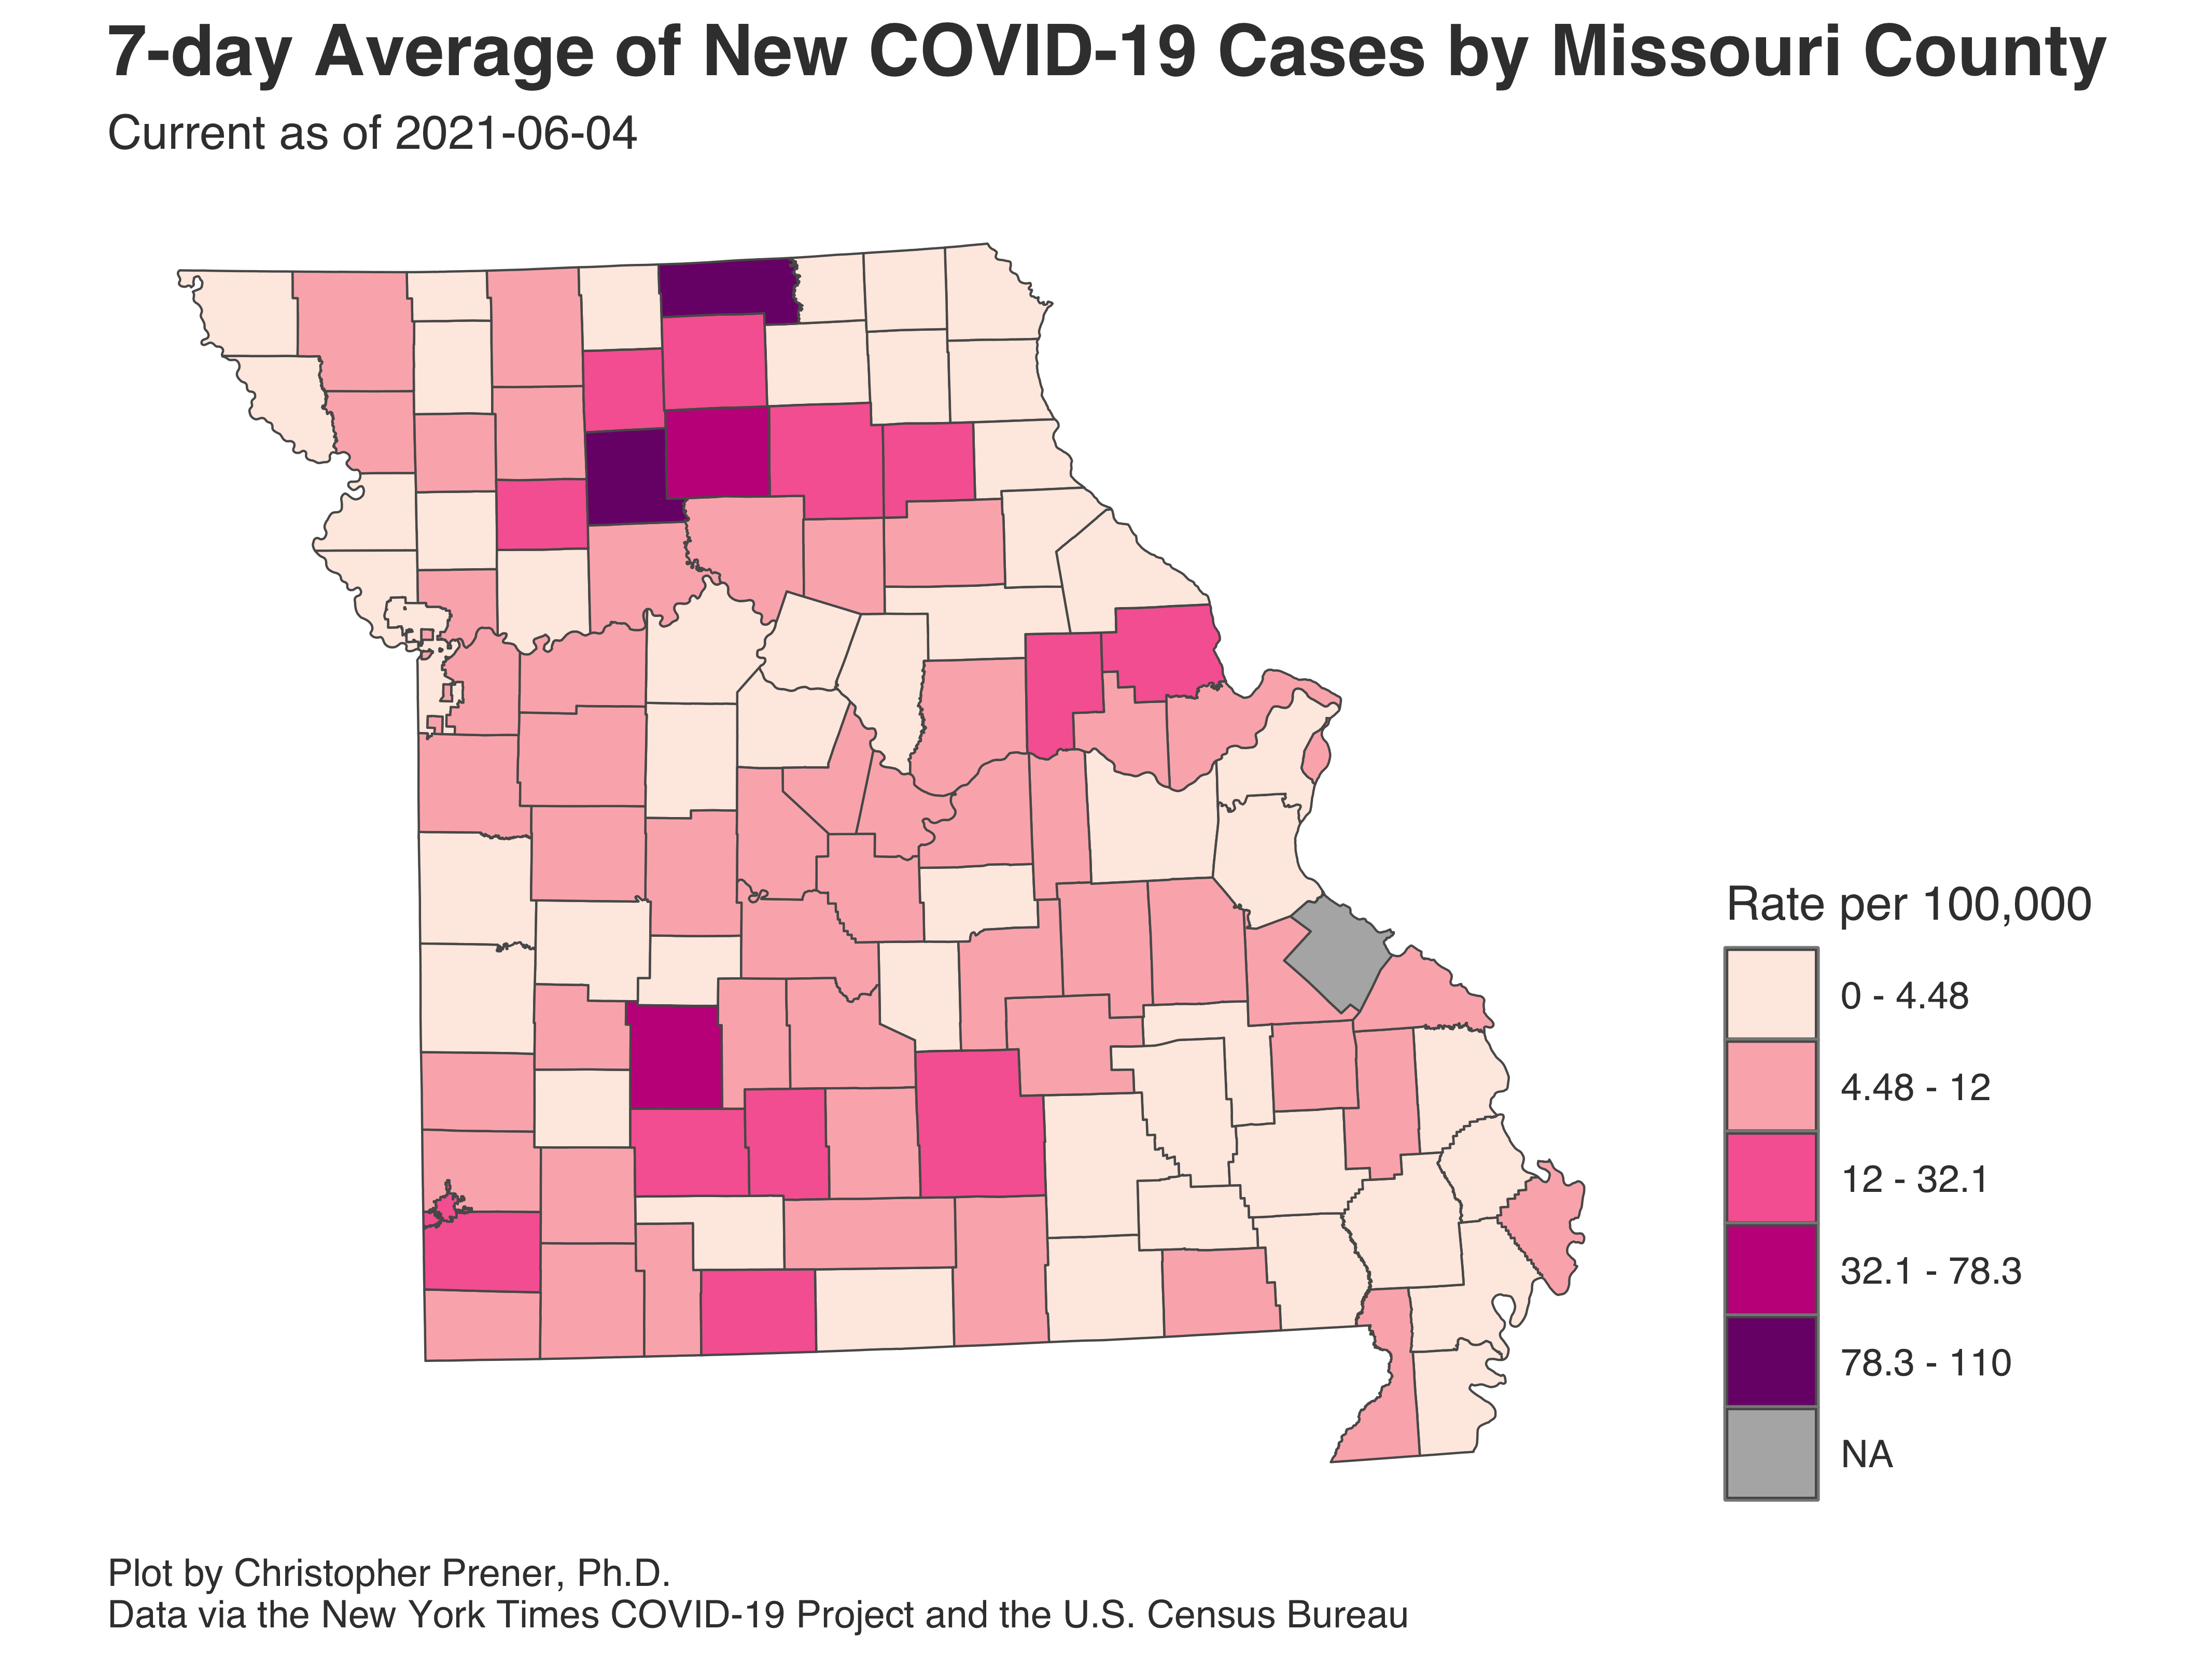 7-day Average of New COVID-19 Cases by Missouri County
Current as of 2021-06-04
Rate per 100,000
0 - 4.48
4.48 - 12
12 - 32.1
32.1 - 78.3
78.3 - 110
NA
Plot by Christopher Prener, Ph.D.
Data via the New York Times COVID-19 Project and the U.S. Census Bureau